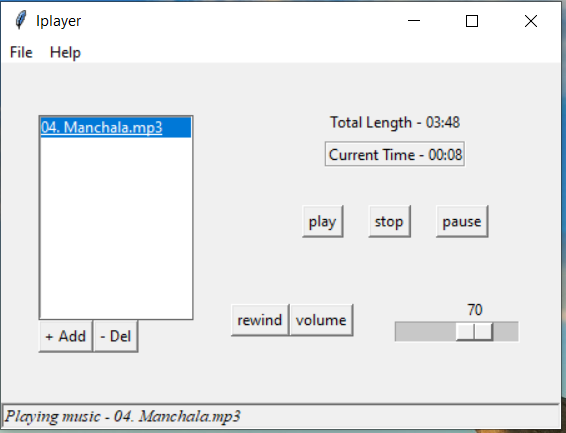 Iplayer
File Help
04. Manchala.mp3
Total Length - 03:48
Current Time - 00:08
play stop pause
rewind volume
70
+ Add - Del
Playing music - 04. Manchala.mp3